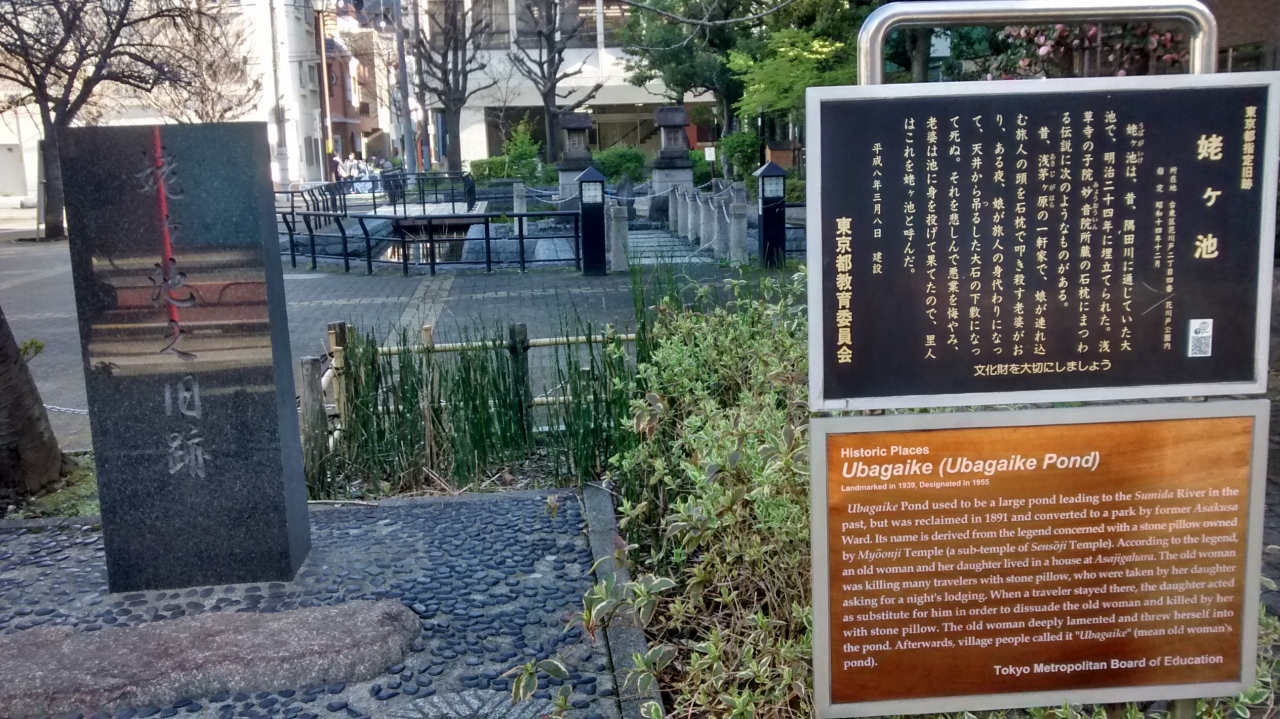 姥ヶ池之旧跡
東京都指定旧跡
姥ヶ池
所在地 台東区花川戸二丁目四番 花川戸公園内
指定 昭和十四年十二月
姥ヶ池は、昔、隅田川に通じていた大
池で、明治二十四年に埋立てられた。浅
草寺の子院妙音院所蔵の石枕にまつわ
る伝説に次のようなものがある。
昔、浅茅ヶ原の一軒家で、娘が連れ込
む旅人の頭を石枕で叩き殺す老婆がお
り、ある夜、娘が旅人の身代わりになっ
て、天井から吊るした大石の下敷になっ
て死ぬ。それを悲しんで悪業を悔やみ、
老婆は池に身を投げて果てたので、里人
はこれを姥ヶ池と呼んだ。
平成八年三月八日 建設
東京都教育委員会
文化財を大切にしましょう
Historic Places
Ubagaike (Ubagaike Pond)
Landmarked in 1939, Designated in 1955
Ubagaike Pond used to be a large pond leading to the Sumida River in the
past, but was reclaimed in 1891 and converted to a park by former Asakusa
Ward. Its name is derived from the legend concerned with a stone pillow owned
by Myōonji Temple (a sub-temple of Sensōji Temple). According to the legend,
an old woman and her daughter lived in a house at Asajigahara. The old woman
was killing many travelers with stone pillow, who were taken by her daughter
asking for a night's lodging. When a traveler stayed there, the daughter acted
as substitute for him in order to dissuade the old woman and killed by her
with stone pillow. The old woman deeply lamented and threw herself into
the pond. Afterwards, village people called it "Ubagaike" (mean old woman's
pond).
Tokyo Metropolitan Board of Education